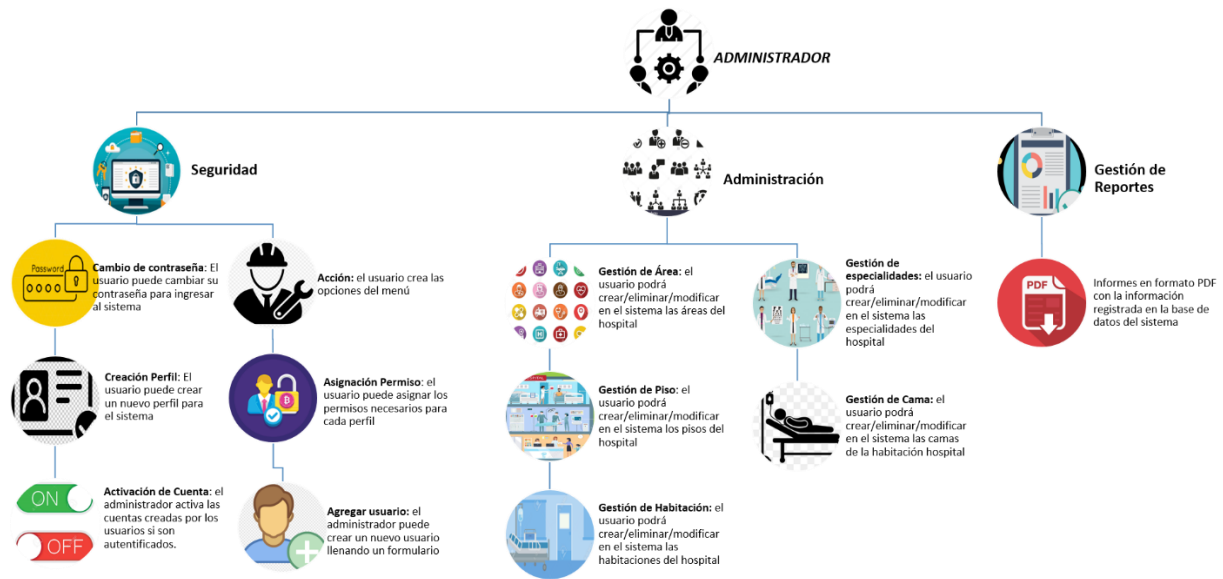 ADMINISTRADOR
Seguridad
Administración
Gestión de
Reportes
Password
Cambio de contraseña: El
usuario puede cambiar su
contraseña para ingresar
al sistema
Acción: el usuario crea las
opciones del menú
Creación Perfil: El
usuario puede crear
un nuevo perfil para
el sistema
Asignación Permiso: el
usuario puede asignar los
permisos necesarios para
cada perfil
ON
OFF
Activación de Cuenta: el
administrador activa las
cuentas creadas por los
usuarios si son
autentificados.
Agregar usuario: el
administrador puede
crear un nuevo usuario
llenando un formulario
Gestión de Área: el
usuario podrá
crear/eliminar/modificar
en el sistema las áreas del
hospital
Gestión de
especialidades: el usuario
podrá
crear/eliminar/modificar
en el sistema las
especialidades del
hospital
Gestión de Piso: el
usuario podrá
crear/eliminar/modificar
en el sistema los pisos del
hospital
Gestión de Cama: el
usuario podrá
crear/eliminar/modificar
en el sistema las camas
de la habitación hospital
Gestión de Habitación: el
usuario podrá
crear/eliminar/modificar
en el sistema las
habitaciones del hospital
PDF
Informes en formato PDF
con la información
registrada en la base de
datos del sistema